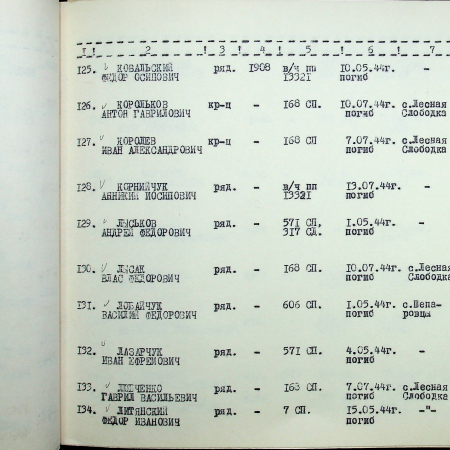 1! 2 ! 3 ! 4 ! 5 ! 6 ! 7
125. КОВАЛЬСКИЙ ряд. 1908 в/ч пп 10.05.44г. -
ФЕДОР ОСИПОВИЧ 13321 погиб
126. КОРОЛЬКОВ кр-ц - 168 СП. 10.07.44г. с.Лесная
АНТОН ГАВРИЛОВИЧ погиб Слободка
127. КОРОЛЕВ кр-ц - 168 СП 7.07.44г. с.Лесная
ИВАН АЛЕКСАНДРОВИЧ погиб Слободка
128. КОРНИЙЧУК ряд. - в/ч пп 13.07.44г. -
ИОСИПОВИЧ 13321 погиб
129. ЛУСЬКОВ ряд. - 571 СП. 1.05.44г.
АНДРЕЙ ФЕДОРОВИЧ 317 СД. погиб
130. ЛУСАК ряд. - 168 СП. 10.07.44г. с.Лесная
ВЛАС ФЕДОРОВИЧ погиб Слободка
131. ЛОБАЙЧУК ряд. - 606 СП. 1.05.44г.
ВАСИЛИЙ ФЕДОРОВИЧ погиб
132. ЛАЗАРЧУК ряд. - 571 СП. 4.05.44г. -
ИВАН ЕФРЕМОВИЧ погиб
133. ряд. - 168 СП. 7.07.44г. с.Лесная
ГАВРИЛ ВАСИЛЬЕВИЧ погиб Слободка
134. ЛИТЯНСКИЙ ряд. - 7 СП. 15.05.44г. -"-
ФЕДОР ИВАНОВИЧ погиб